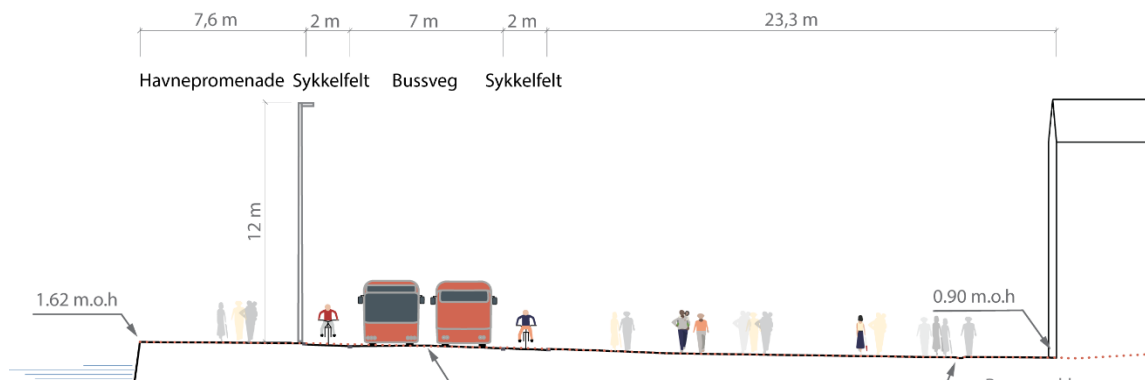 7,6 m 2 m 7 m 2 m 23,3 m
Havnepromenade Sykkelfelt Bussveg Sykkelfelt
12 m
1.62 m.o.h
0.90 m.o.h